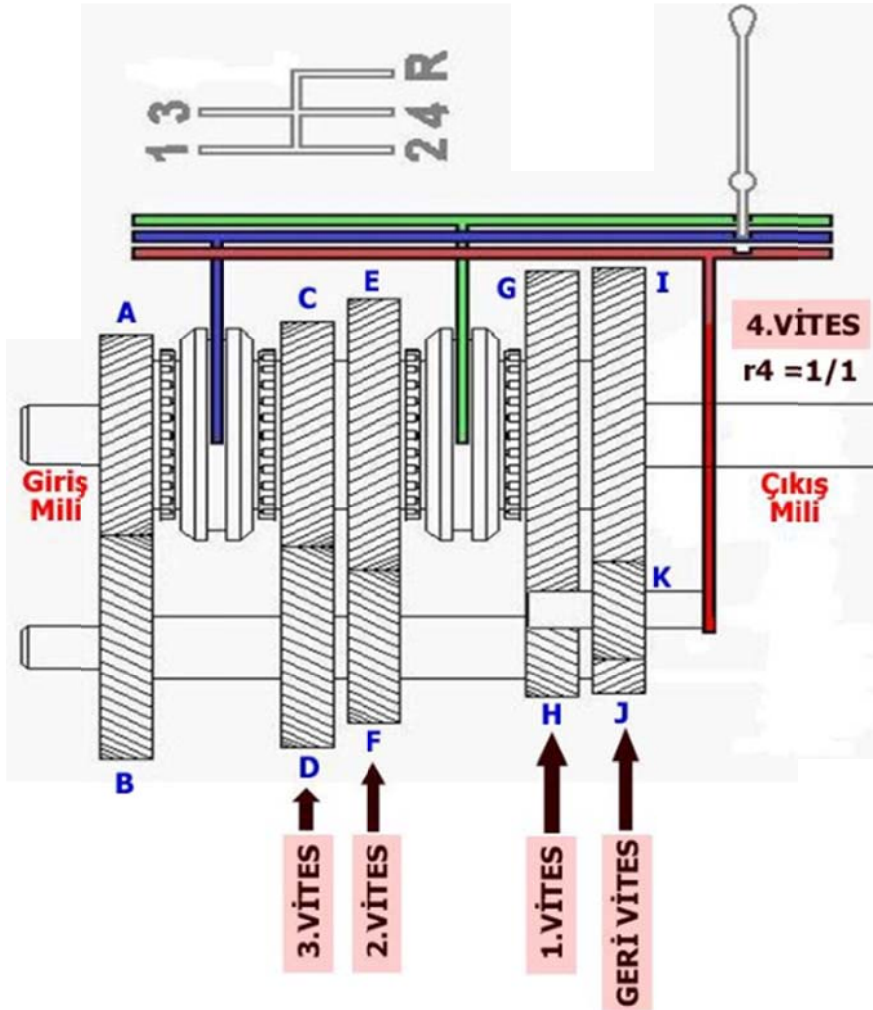 R
3 4
1 2
A
C
E
G
I
4.VİTES
r4 =1/1
Giriş
Mili
Çıkış
Mili
K
B
D
F
H
J
3.VİTES
2.VİTES
1.VİTES
GERİ VİTES